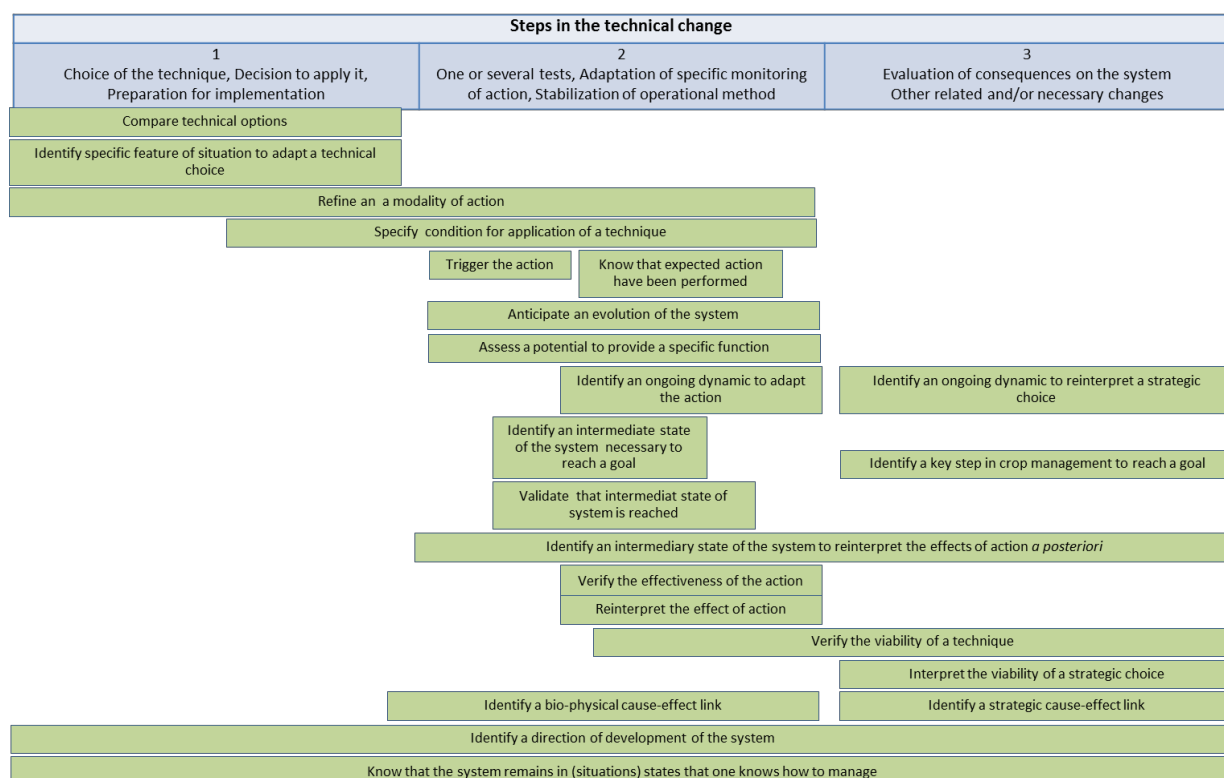 Steps in the technical change
1
Choice of the technique, Decision to apply it,
Preparation for implementation
2
One or several tests, Adaptation of specific monitoring
of action, Stabilization of operational method
3
Evaluation of consequences on the system
Other related and/or necessary changes
Compare technical options
Identify specific feature of situation to adapt a technical
choice
Refine an a modality of action
Specify condition for application of a technique
Trigger the action
Know that expected action
have been performed
Anticipate an evolution of the system
Assess a potential to provide a specific function
Identify an ongoing dynamic to adapt
the action
Identify an ongoing dynamic to reinterpret a strategic
choice
Identify an intermediate state
of the system necessary to
reach a goal
Identify a key step in crop management to reach a goal
Validate that intermediat state of
system is reached
Identify an intermediary state of the system to reinterpret the effects of action a posteriori
Verify the effectiveness of the action
Reinterpret the effect of action
Verify the viability of a technique
Interpret the viability of a strategic choice
Identify a bio-physical cause-effect link
Identify a strategic cause-effect link
Identify a direction of development of the system
Know that the system remains in (situations) states that one knows how to manage